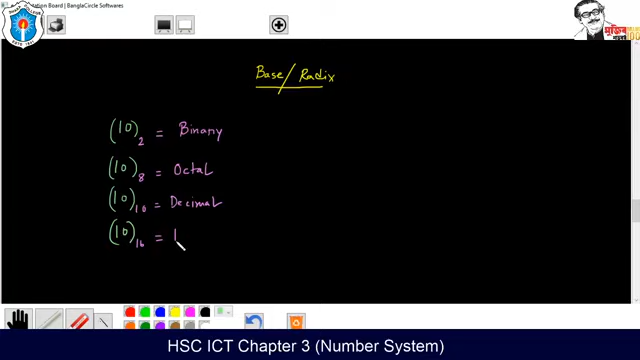 Board | BanglaCircle Softwares
মুজিব
100
Base/Radix
(10)2 = Binary
(10)8 = Octal
(10)10 = Decimal
(10)16 =
HSC ICT Chapter 3 (Number System)